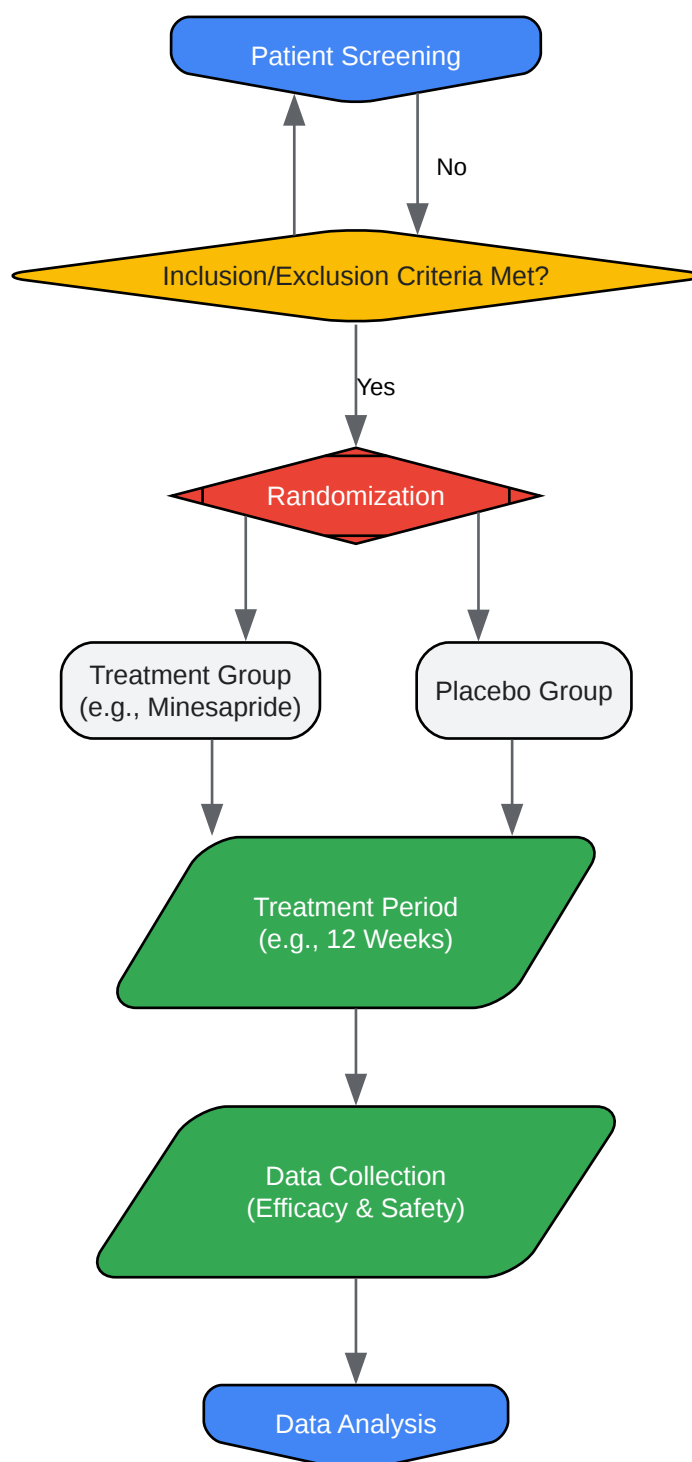 Patient Screening
No
Inclusion/Exclusion Criteria Met?
Yes
Randomization
Treatment Group
(e.g., Minesapride)
Placebo Group
Treatment Period
(e.g., 12 Weeks)
Data Collection
(Efficacy & Safety)
Data Analysis